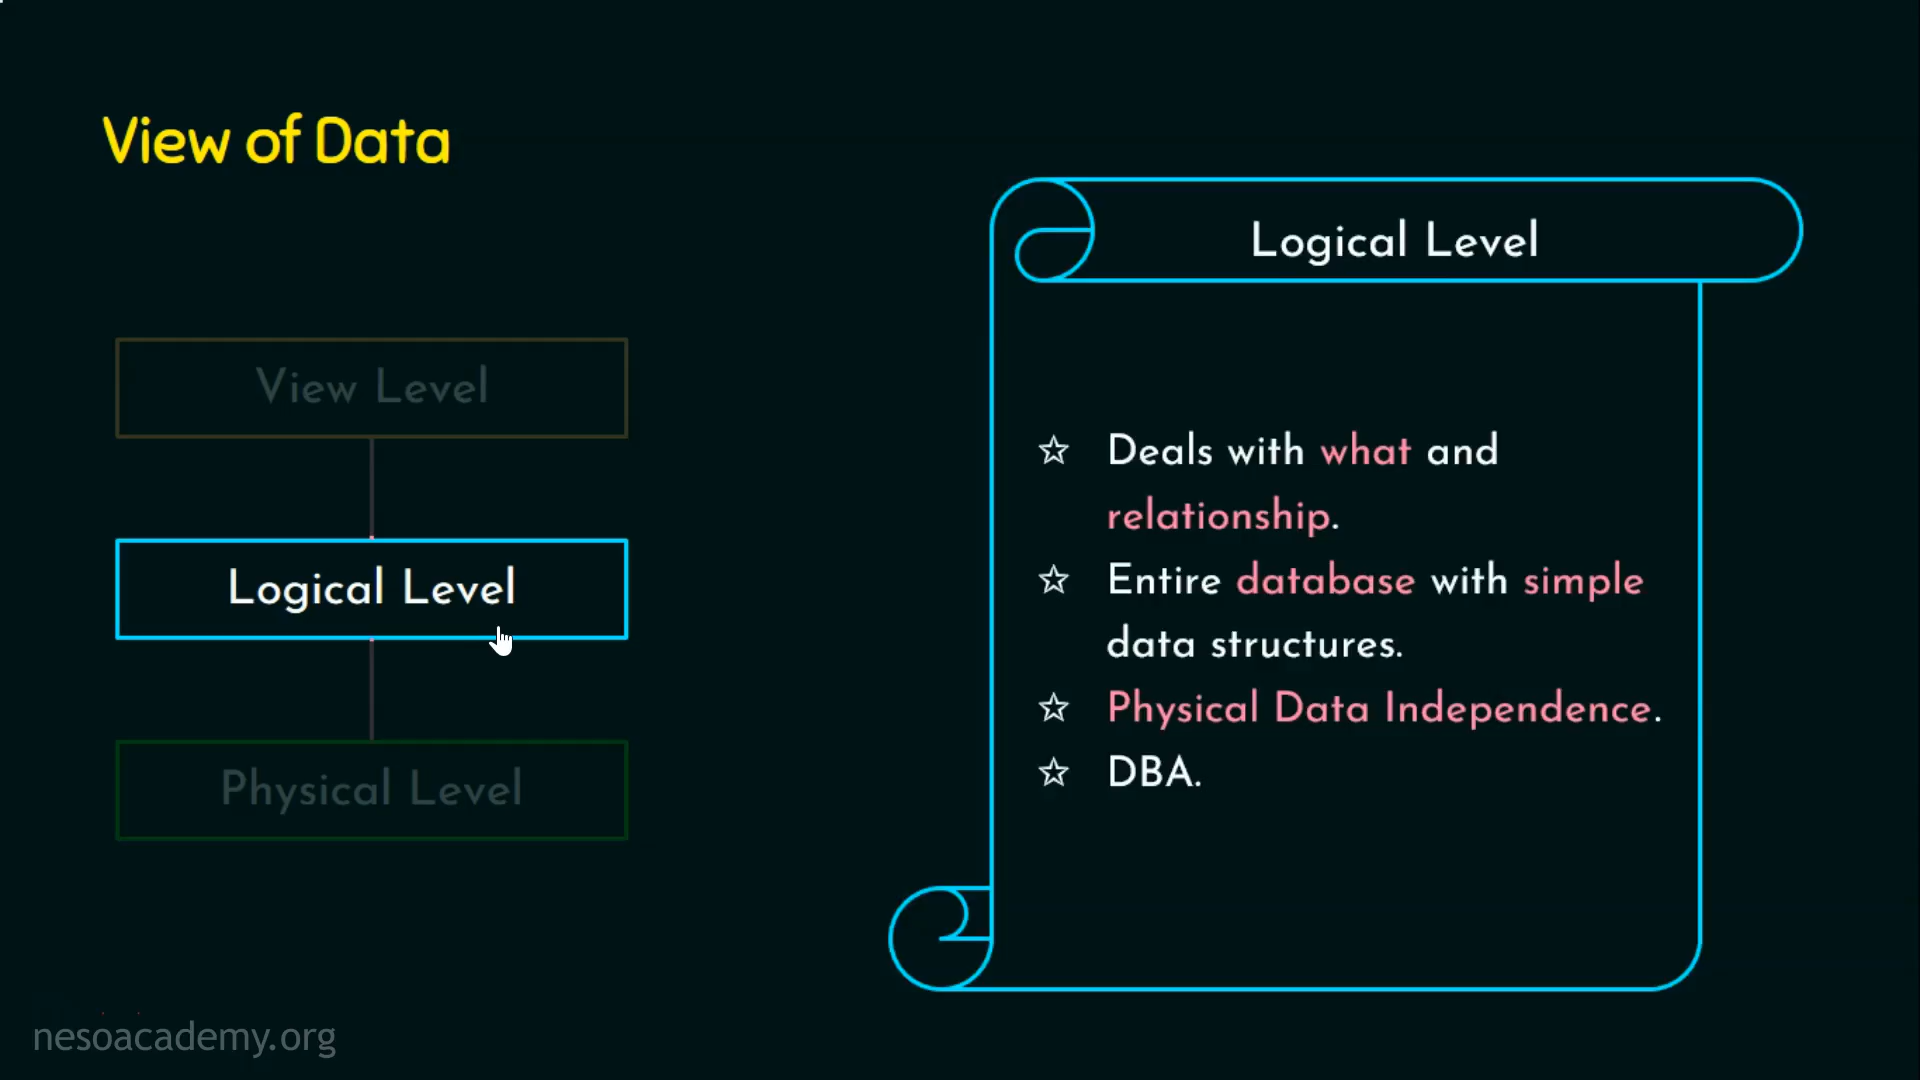 View of Data
View Level
Logical Level
Physical Level
Logical Level
☆ Deals with what and
relationship.
☆ Entire database with simple
data structures.
☆ Physical Data Independence.
☆ DBA.
nesoacademy.org